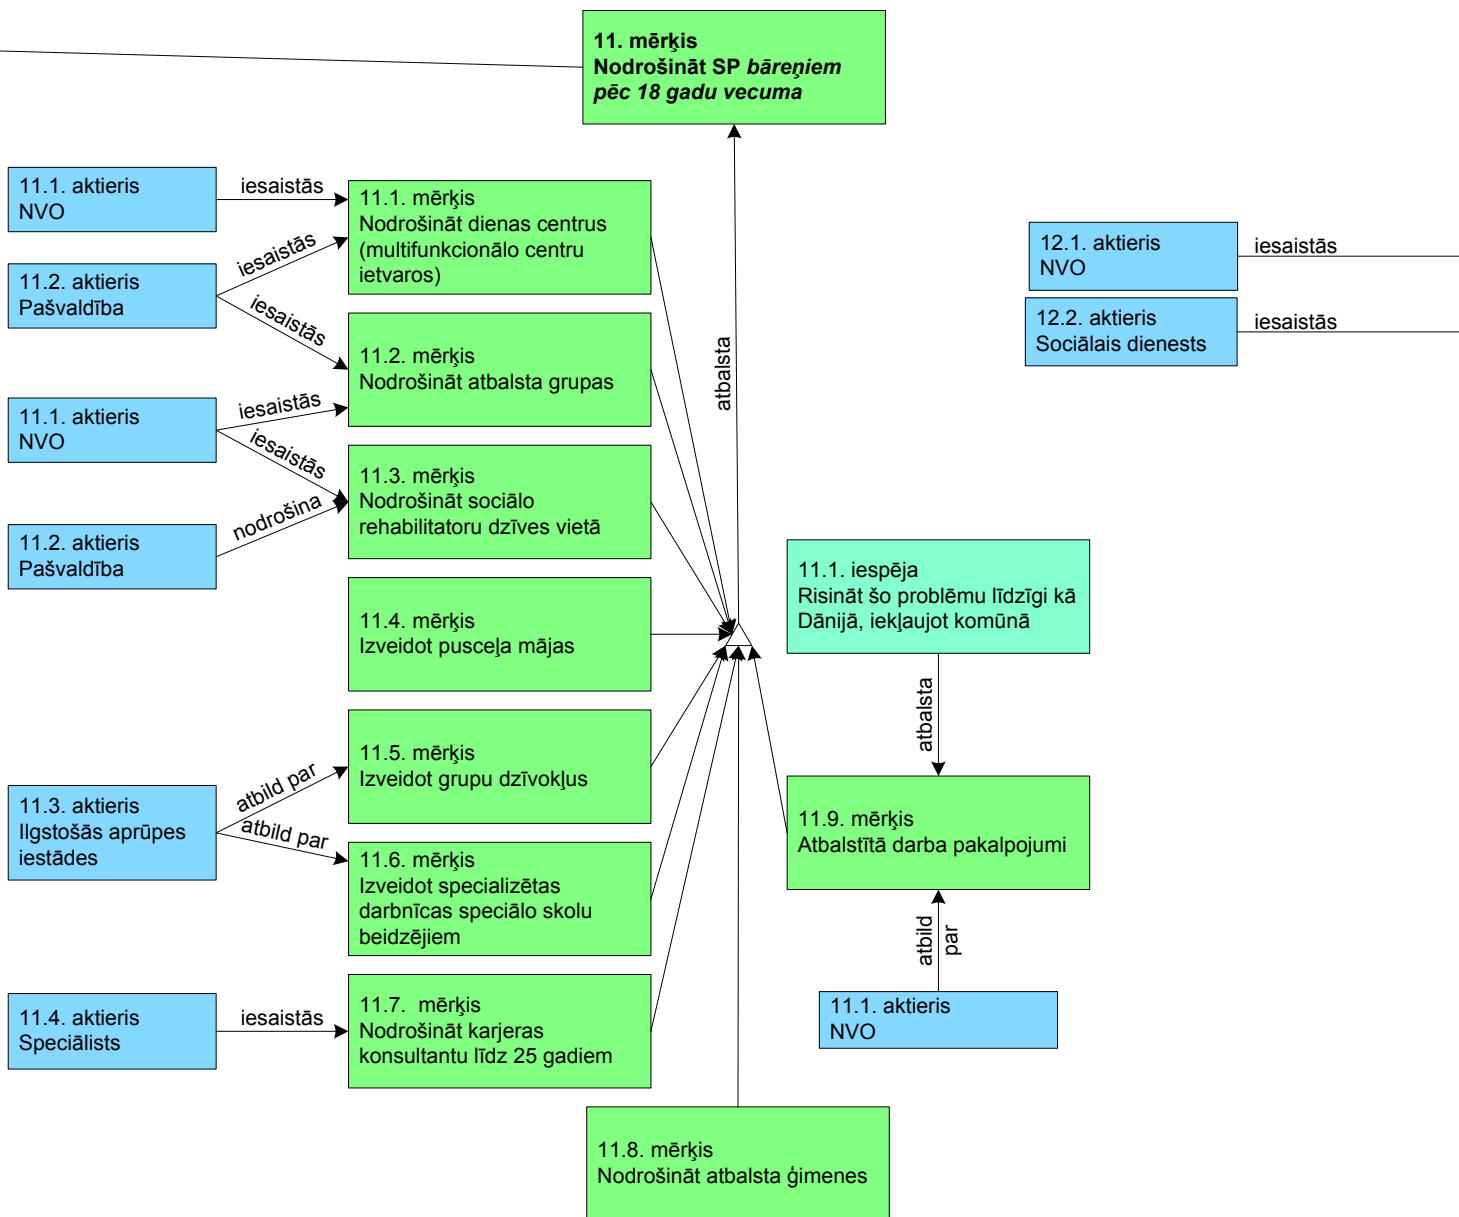 11. mērķis
Nodrošināt SP bāreņiem
pēc 18 gadu vecuma
11.1. aktieris
NVO
iesaistās
11.1. mērķis
Nodrošināt dienas centrus
(multifunkcionālo centru
ietvaros)
11.2. aktieris
Pašvaldība
iesaistās
iesaistās
11.2. mērķis
Nodrošināt atbalsta grupas
12.1. aktieris
NVO
iesaistās
12.2. aktieris
Sociālais dienests
iesaistās
atbalsta
11.1. aktieris
NVO
iesaistās
iesaistās
11.3. mērķis
Nodrošināt sociālo
rehabilitatoru dzīves vietā
11.2. aktieris
Pašvaldība
nodrošina
11.4. mērķis
Izveidot pusceļa mājas
11.1. iespēja
Risināt šo problēmu līdzīgi kā
Dānijā, iekļaujot komūnā
atbalsta
11.5. mērķis
Izveidot grupu dzīvokļus
11.3. aktieris
Ilgstošās aprūpes
iestādes
atbild par
atbild par
11.6. mērķis
Izveidot specializētas
darbnīcas speciālo skolu
beidzējiem
11.9. mērķis
Atbalstītā darba pakalpojumi
atbild
par
11.1. aktieris
NVO
11.4. aktieris
Speciālists
iesaistās
11.7.  mērķis
Nodrošināt karjeras
konsultantu līdz 25 gadiem
11.8. mērķis
Nodrošināt atbalsta ģimenes